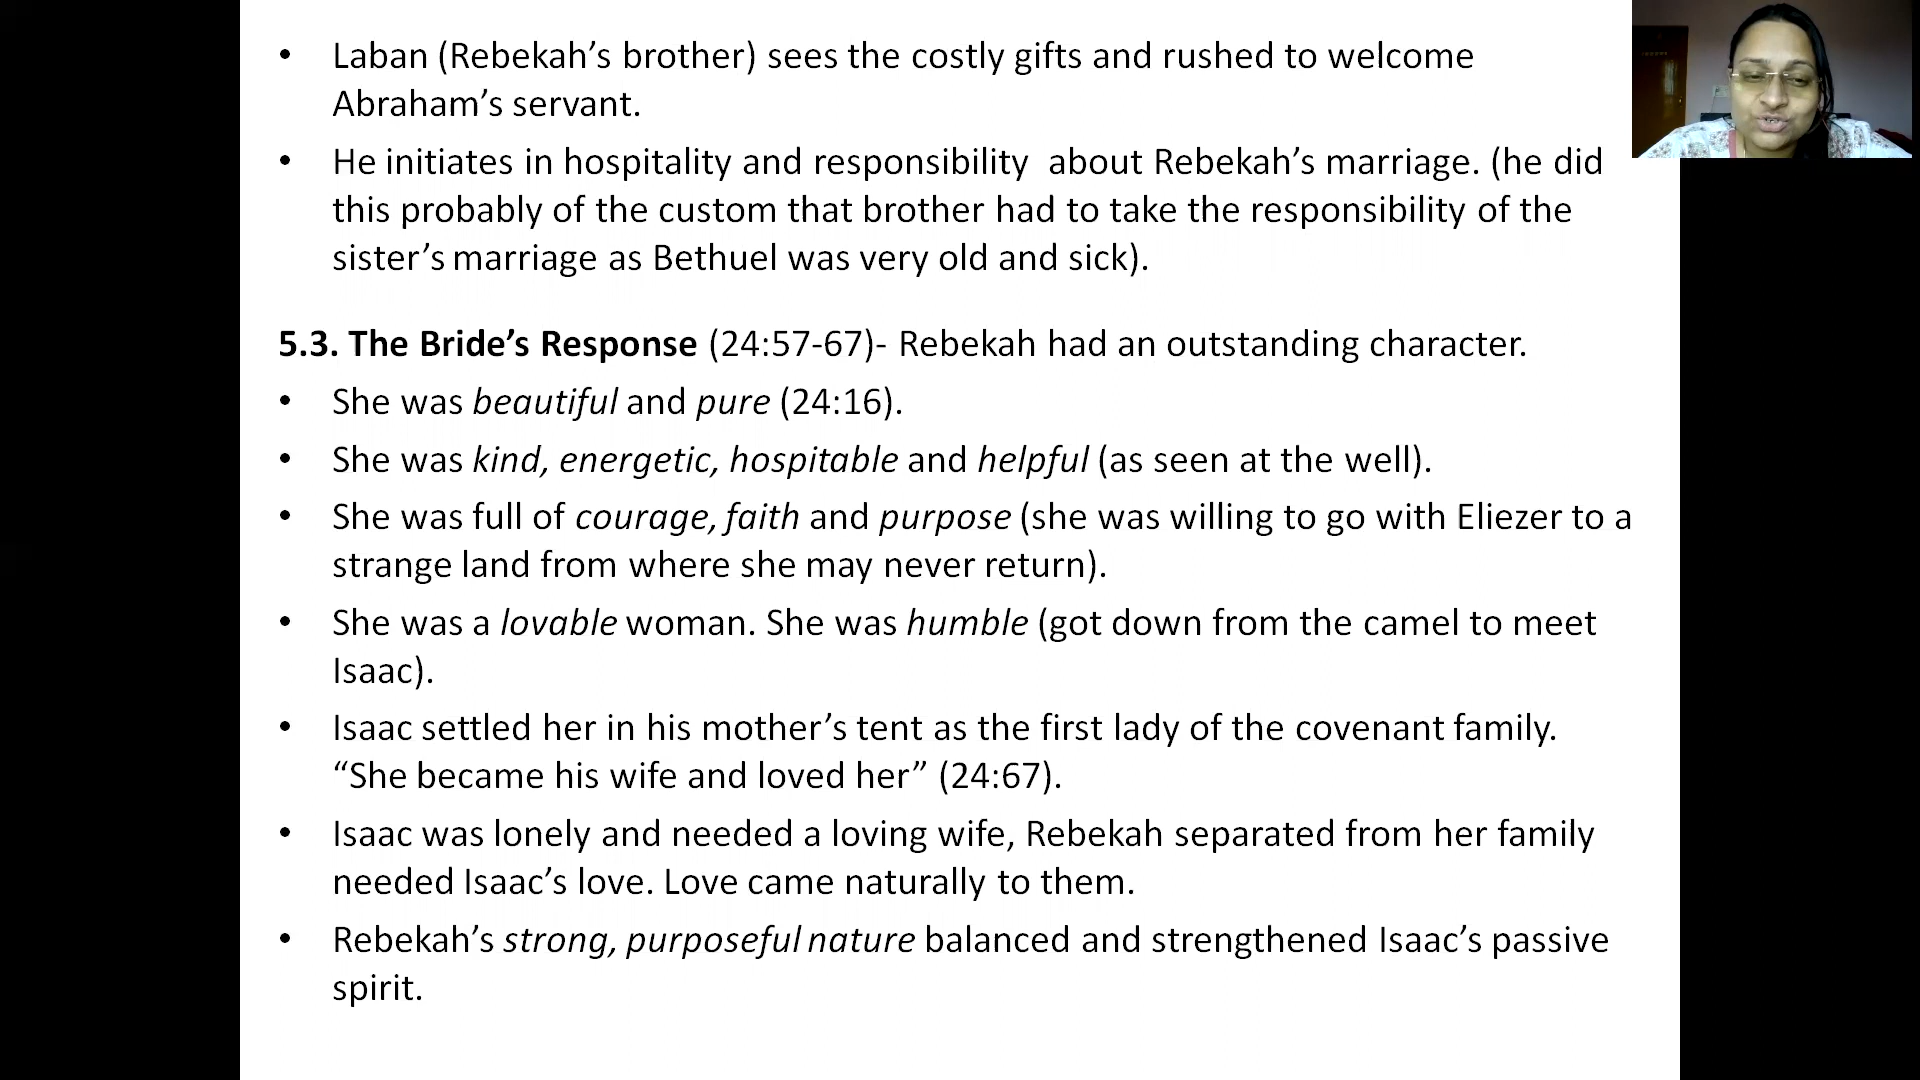 • Laban (Rebekah’s brother) sees the costly gifts and rushed to welcome
Abraham’s servant.
• He initiates in hospitality and responsibility  about Rebekah’s marriage. (he did
this probably of the custom that brother had to take the responsibility of the
sister’s marriage as Bethuel was very old and sick).
5.3. The Bride’s Response (24:57-67)- Rebekah had an outstanding character.
• She was beautiful and pure (24:16).
• She was kind, energetic, hospitable and helpful (as seen at the well).
• She was full of courage, faith and purpose (she was willing to go with Eliezer to a
strange land from where she may never return).
• She was a lovable woman. She was humble (got down from the camel to meet
Isaac).
• Isaac settled her in his mother’s tent as the first lady of the covenant family.
“She became his wife and loved her” (24:67).
• Isaac was lonely and needed a loving wife, Rebekah separated from her family
needed Isaac’s love. Love came naturally to them.
• Rebekah’s strong, purposeful nature balanced and strengthened Isaac’s passive
spirit.